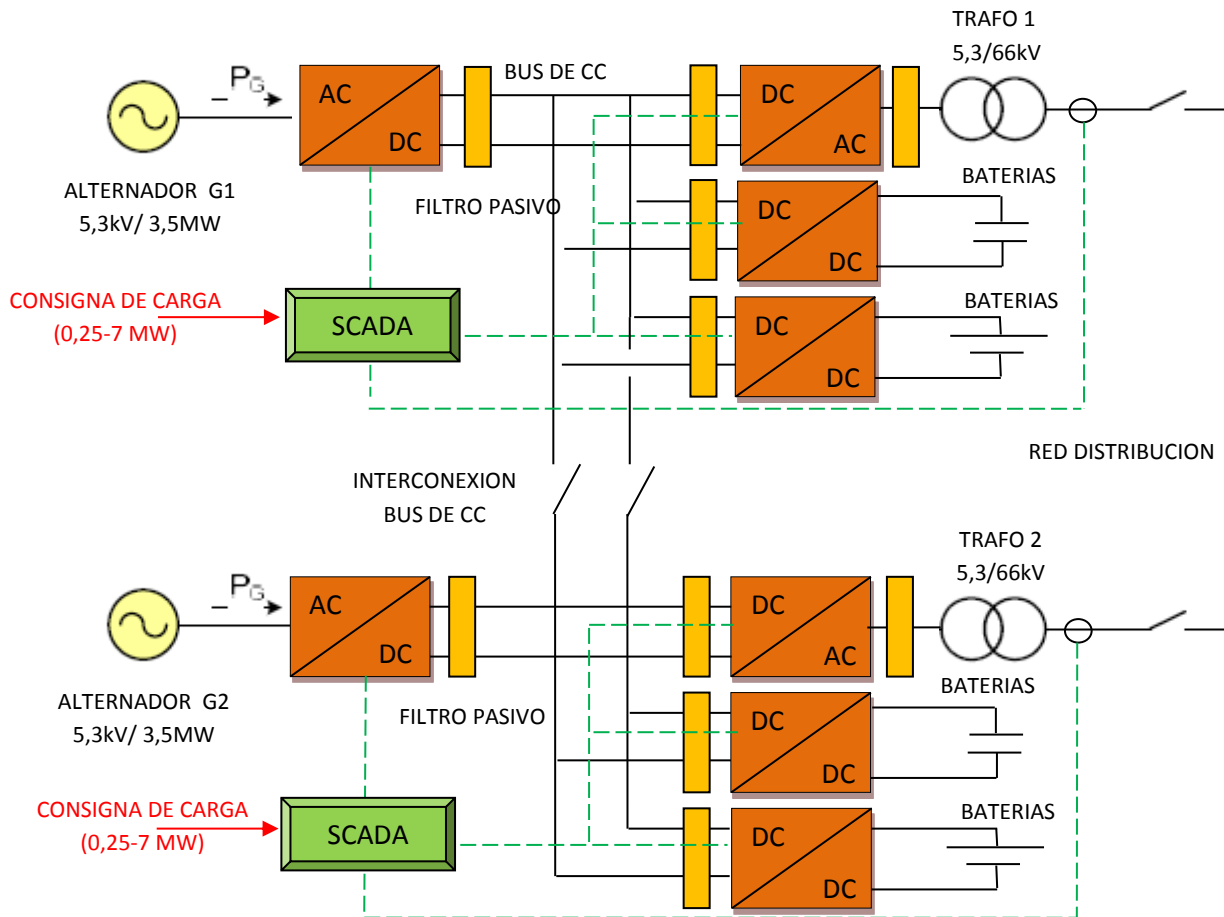 TRAFO 1
5,3/66kV
PG
AC
DC
BUS DE CC
DC
AC
ALTERNADOR G1
5,3kV/ 3,5MW
FILTRO PASIVO
DC
DC
BATERIAS
CONSIGNA DE CARGA
(0,25-7 MW)
SCADA
DC
DC
BATERIAS
RED DISTRIBUCION
INTERCONEXION
BUS DE CC
TRAFO 2
5,3/66kV
PG
AC
DC
DC
AC
ALTERNADOR G2
5,3kV/ 3,5MW
FILTRO PASIVO
DC
DC
BATERIAS
CONSIGNA DE CARGA
(0,25-7 MW)
SCADA
DC
DC
BATERIAS